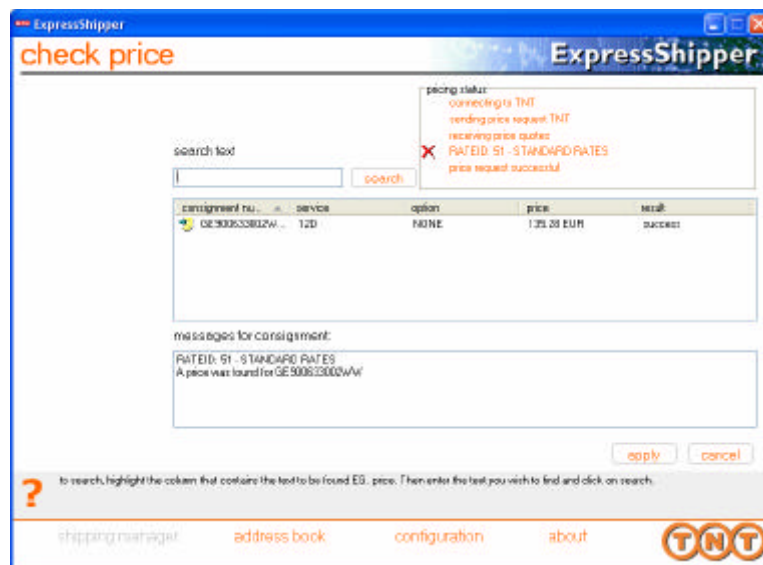 ExpressShipper
check price
ExpressShipper
pricing status
connecting to TNT
sending price request TNT
receiving price quotes
RATEID: 51 - STANDARD RATES
price request successful
search text
search
consignment nu... service option price result
GE900633002W... 12D NONE 139.28 EUR success
messages for consignment:
RATEID: 51 - STANDARD RATES
A price was found for GE900633002WW
apply cancel
? to search, highlight the column that contains the text to be found EG.. price. Then enter the text you wish to find and click on search.
shipping manager address book configuration about TNT